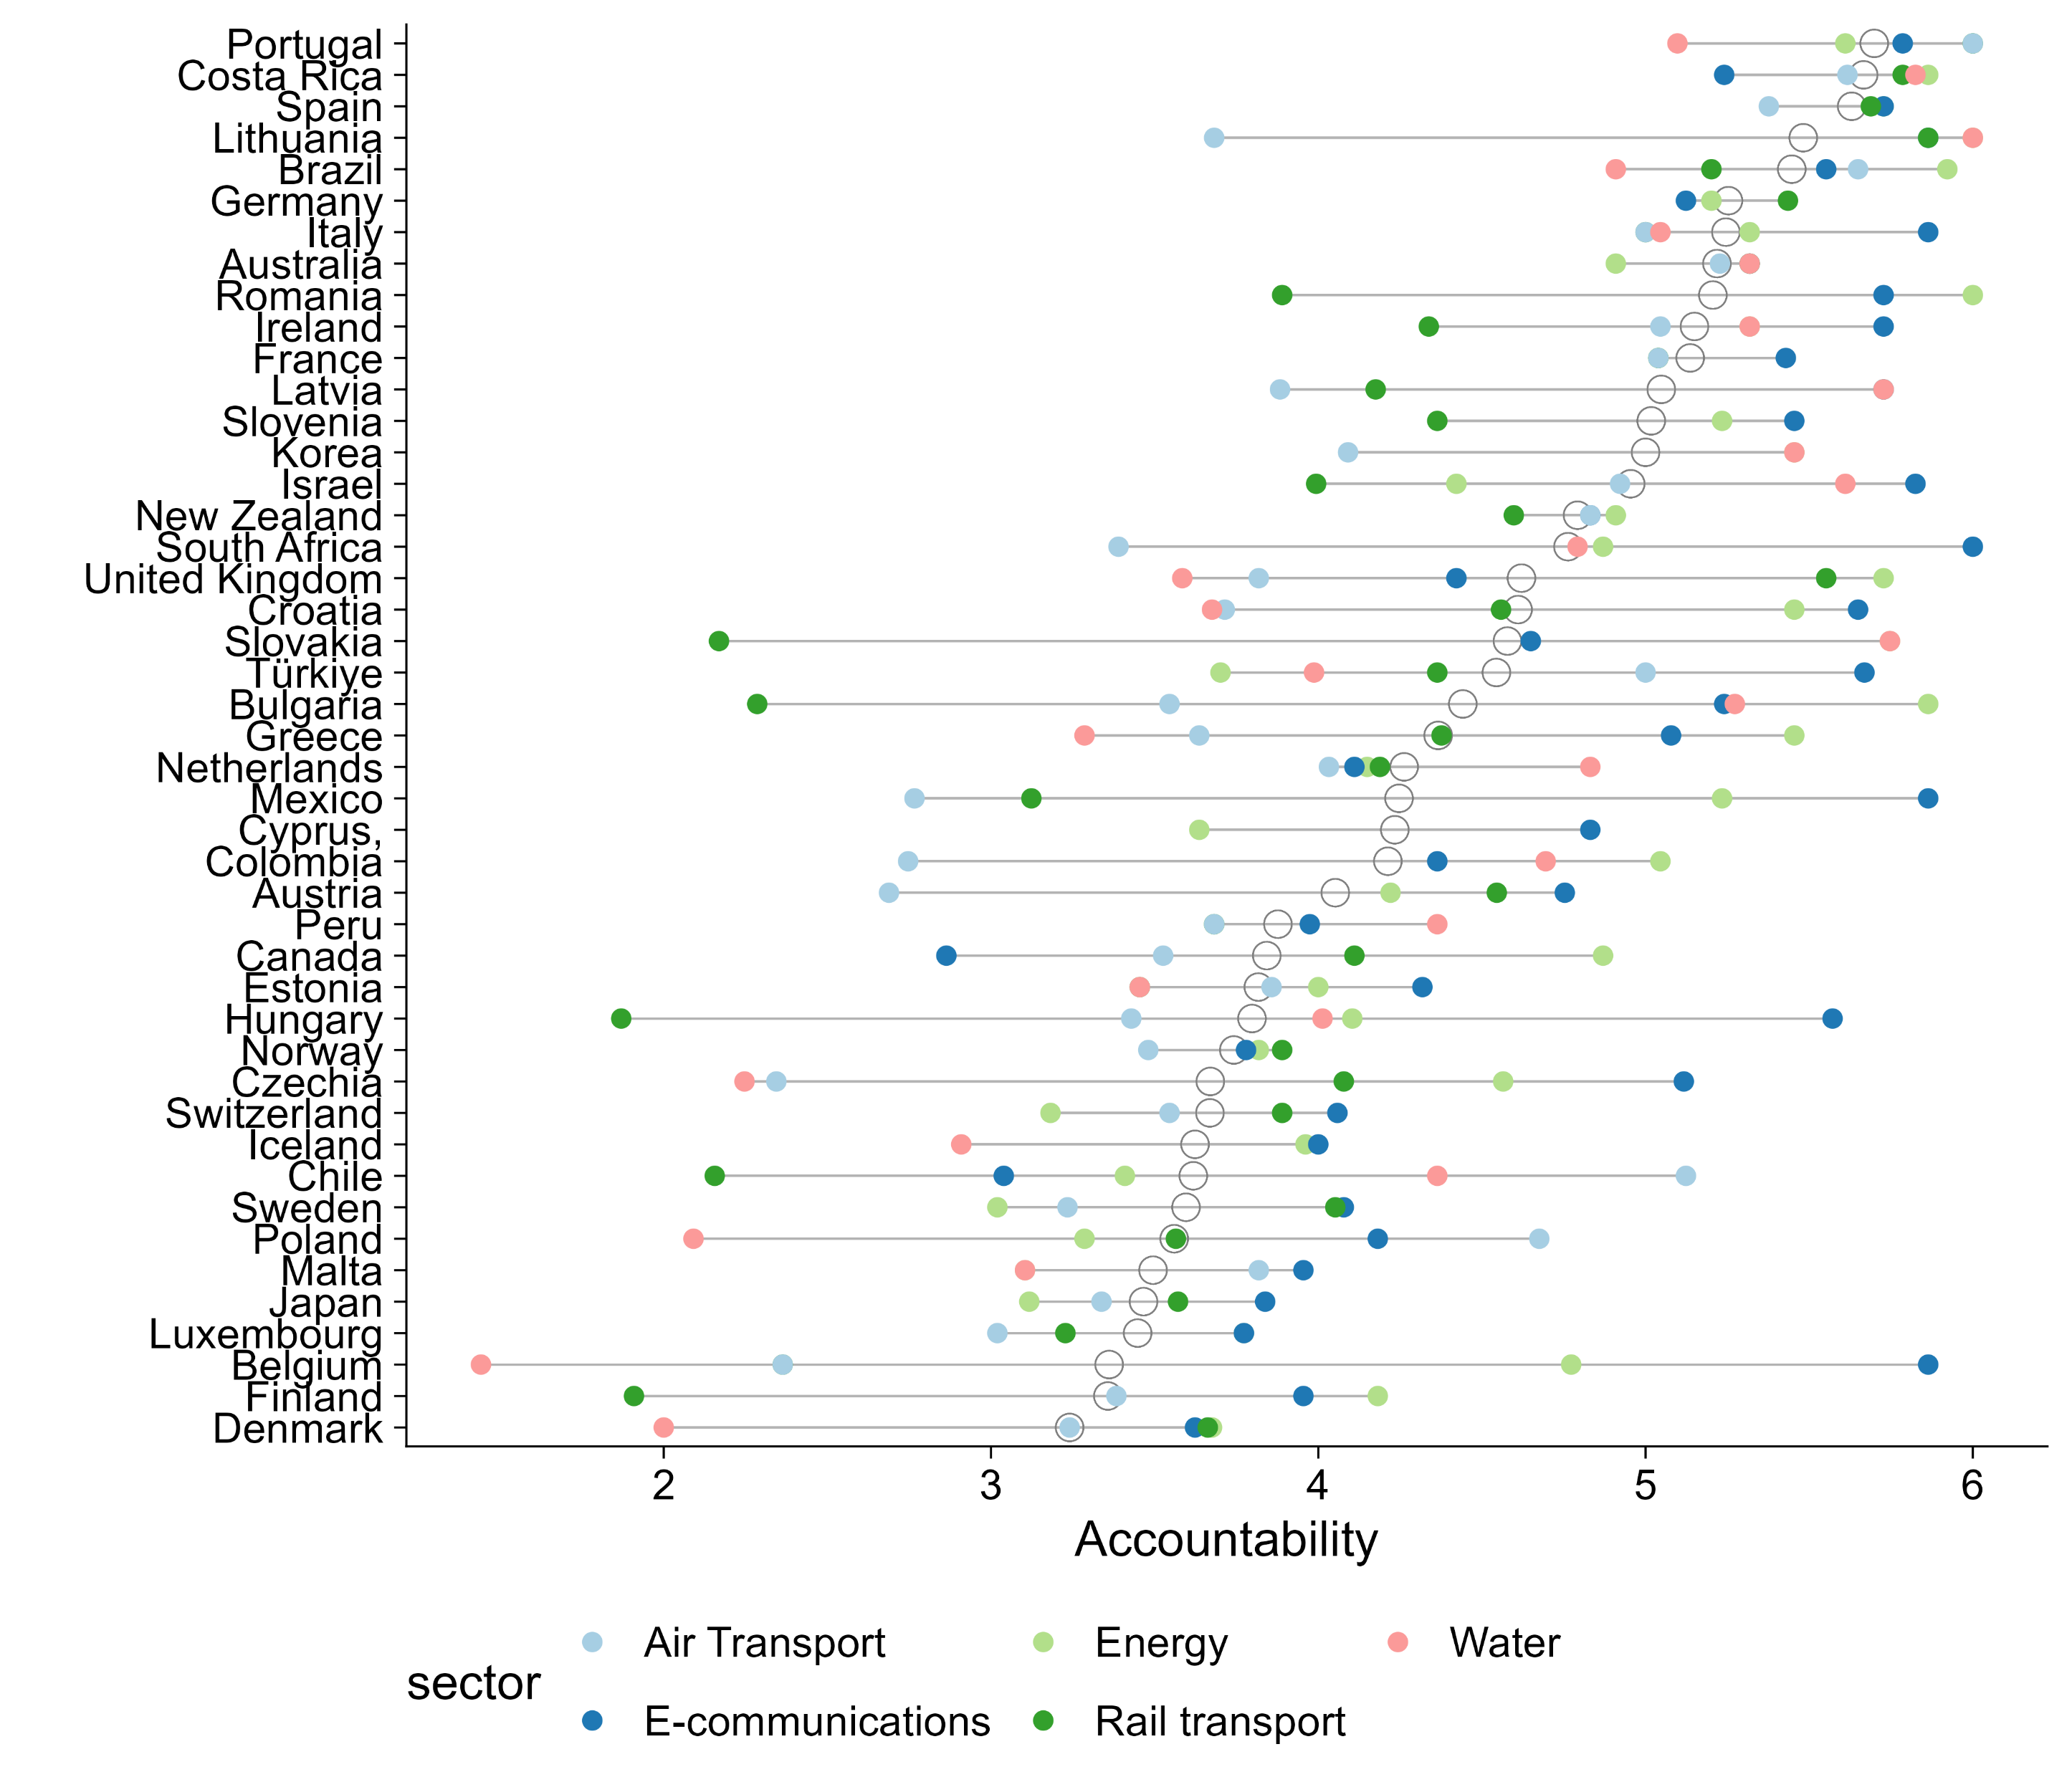 Portugal
Costa Rica
Spain
Lithuania
Brazil
Germany
Italy
Australia
Romania
Ireland
France
Latvia
Slovenia
Korea
Israel
New Zealand
South Africa
United Kingdom
Croatia
Slovakia
Türkiye
Bulgaria
Greece
Netherlands
Mexico
Cyprus,
Colombia
Austria
Peru
Canada
Estonia
Hungary
Norway
Czechia
Switzerland
Iceland
Chile
Sweden
Poland
Malta
Japan
Luxembourg
Belgium
Finland
Denmark
2 3 4 5 6
Accountability
sector
Air Transport Energy Water
E-communications Rail transport